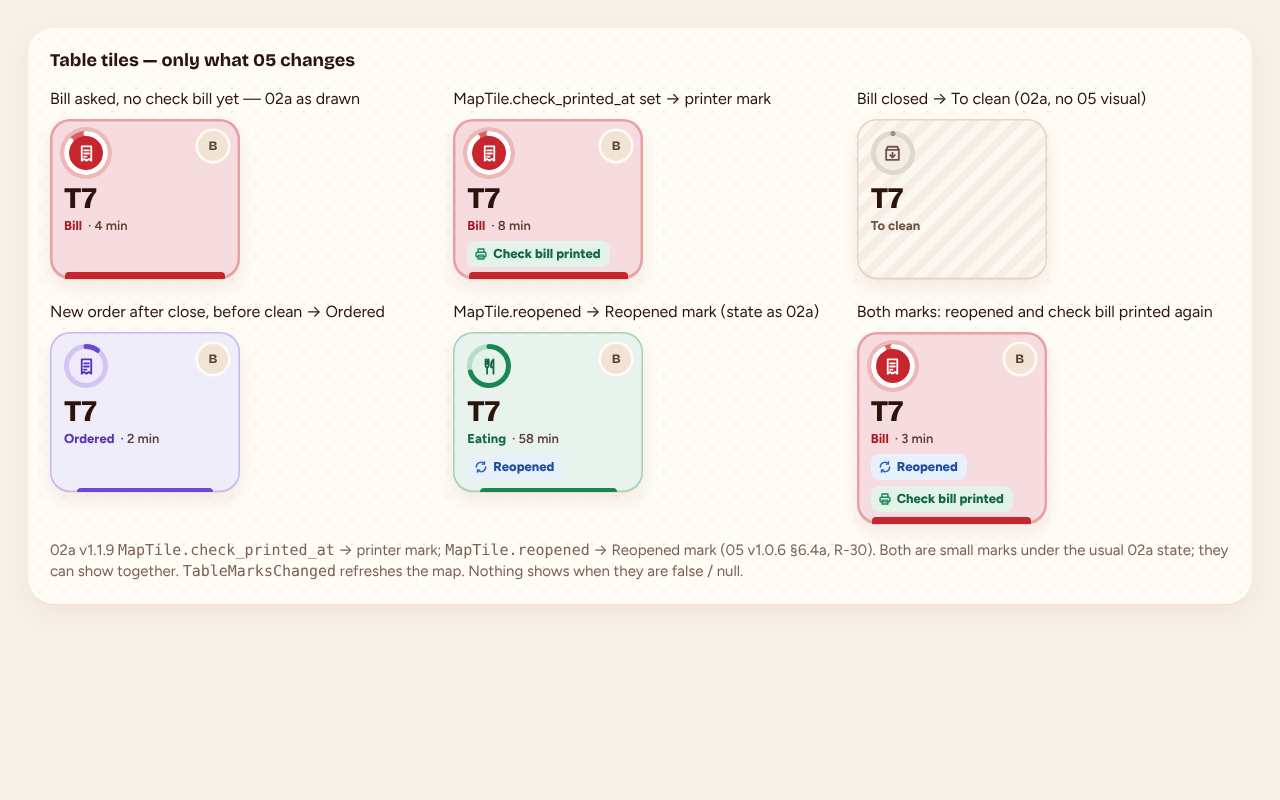 Table tiles — only what 05 changes
Bill asked, no check bill yet — 02a as drawn
MapTile.check_printed_at set → printer mark
Bill closed → To clean (02a, no 05 visual)
B
T7
Bill · 4 min
B
T7
Bill · 8 min
Check bill printed
T7
To clean
New order after close, before clean → Ordered
MapTile.reopened → Reopened mark (state as 02a)
Both marks: reopened and check bill printed again
B
T7
Ordered · 2 min
B
T7
Eating · 58 min
Reopened
B
T7
Bill · 3 min
Reopened
Check bill printed
02a v1.1.9 MapTile.check_printed_at → printer mark; MapTile.reopened → Reopened mark (05 v1.0.6 §6.4a, R-30). Both are small marks under the usual 02a state; they
can show together. TableMarksChanged refreshes the map. Nothing shows when they are false / null.